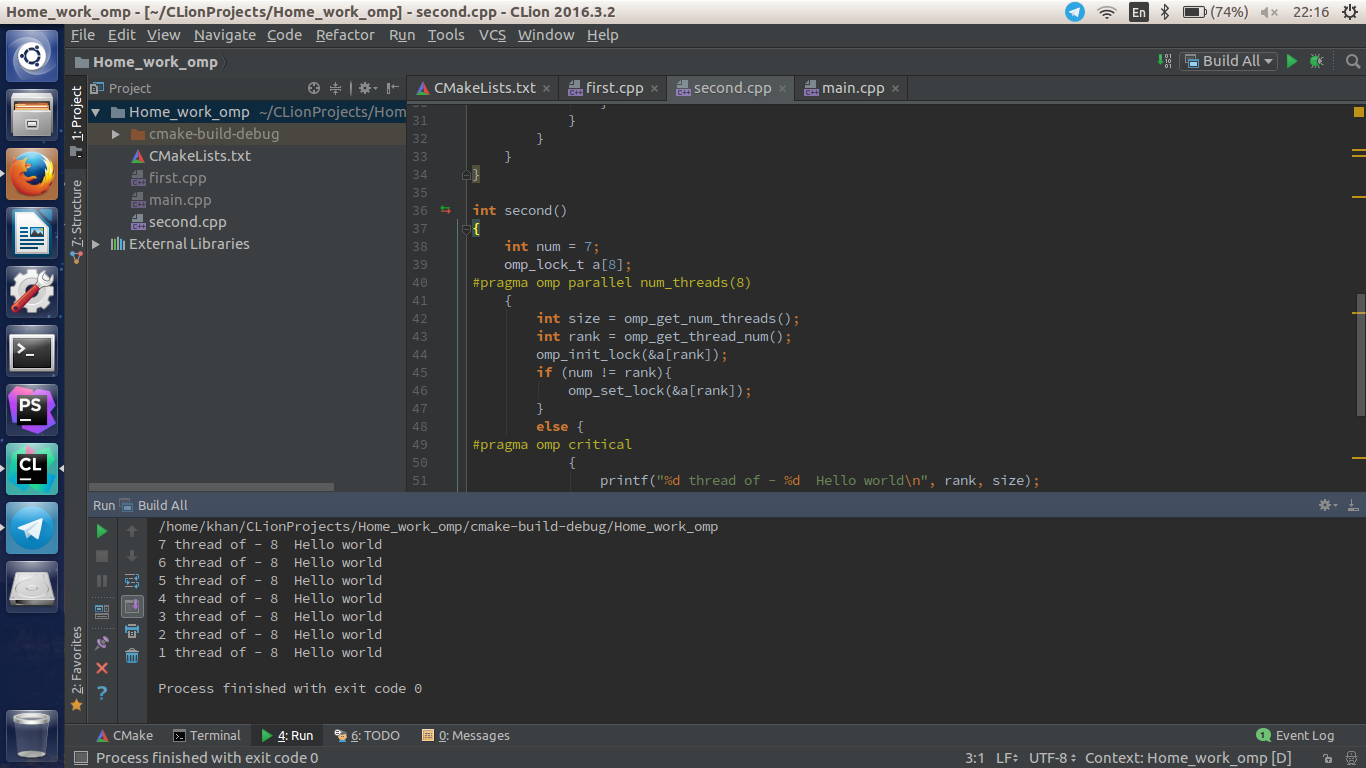 Home_work_omp - [~/CLionProjects/Home_work_omp] - second.cpp - CLion 2016.3.2
En
(74%)
22:16
File Edit View Navigate Code Refactor Run Tools VCS Window Help
Home_work_omp
Build All
1: Project
7: Structure
2: Favorites
Project
CMakeLists.txt
first.cpp
second.cpp
main.cpp
Home_work_omp ~/CLionProjects/Hom
cmake-build-debug
CMakeLists.txt
first.cpp
main.cpp
second.cpp
External Libraries
PS
CL
31 }
32 }
33 }
34 }
35
36 int second()
37 {
38 int num = 7;
39 omp_lock_t a[8];
40 #pragma omp parallel num_threads(8)
41 {
42 int size = omp_get_num_threads();
43 int rank = omp_get_thread_num();
44 omp_init_lock(&a[rank]);
45 if (num != rank){
46 omp_set_lock(&a[rank]);
47 }
48 else {
49 #pragma omp critical
50 {
51 printf("%d thread of - %d  Hello world\n", rank, size);
Run Build All
/home/khan/CLionProjects/Home_work_omp/cmake-build-debug/Home_work_omp
7 thread of - 8  Hello world
6 thread of - 8  Hello world
5 thread of - 8  Hello world
4 thread of - 8  Hello world
3 thread of - 8  Hello world
2 thread of - 8  Hello world
1 thread of - 8  Hello world
Process finished with exit code 0
CMake Terminal 4: Run 6: TODO 0: Messages 1 Event Log
Process finished with exit code 0 3:1 LF UTF-8 Context: Home_work_omp [D]